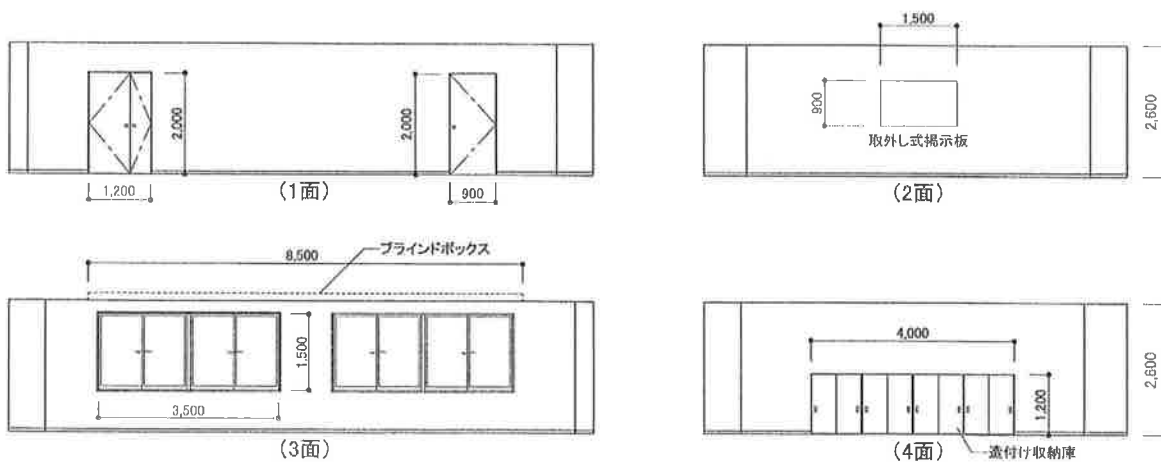 2,000
1,200
(1面)
2,000
900
1,500
900
取外し式掲示板
(2面)
2,600
ブラインドボックス
8,500
1,500
3,500
(3面)
4,000
1,200
造付け収納庫
(4面)
2,600